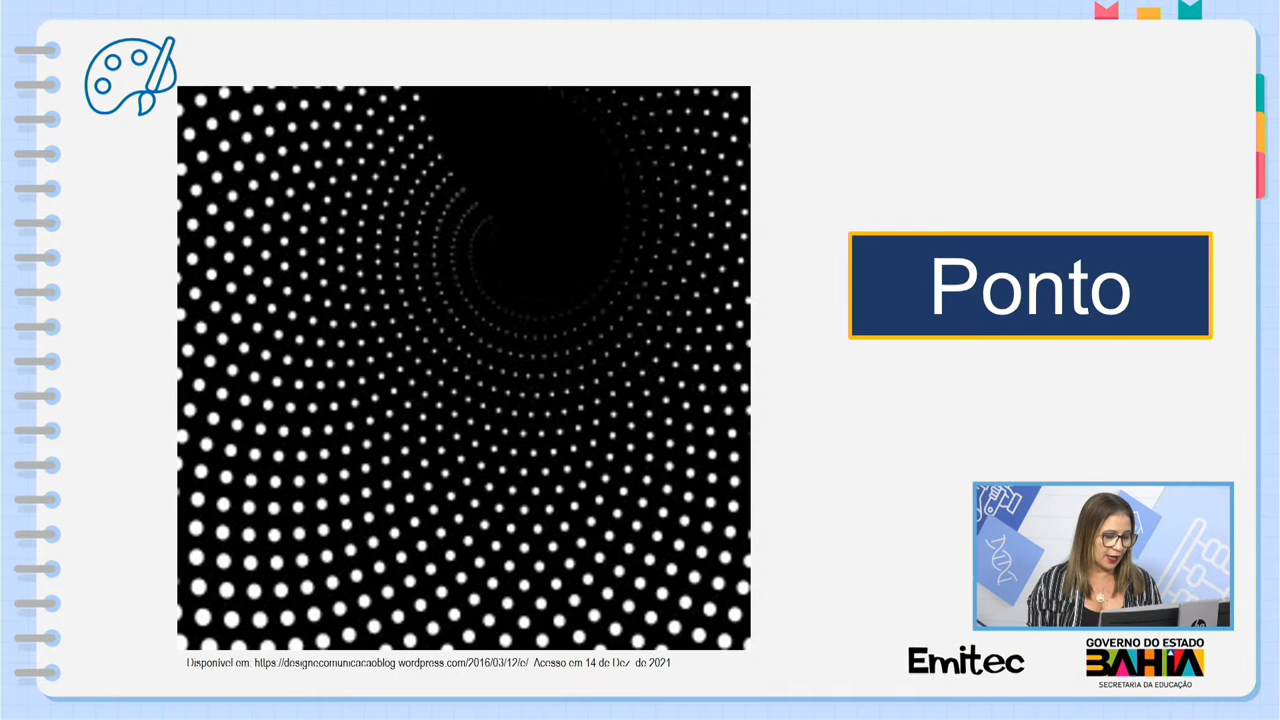 Ponto
Disponível em: https://designecomunicacaoblog.wordpress.com/2016/03/12/e/ Acesso em 14 de Dez. de 2021
Emitec
GOVERNO DO ESTADO
BAHIA
SECRETARIA DA EDUCAÇÃO
hp